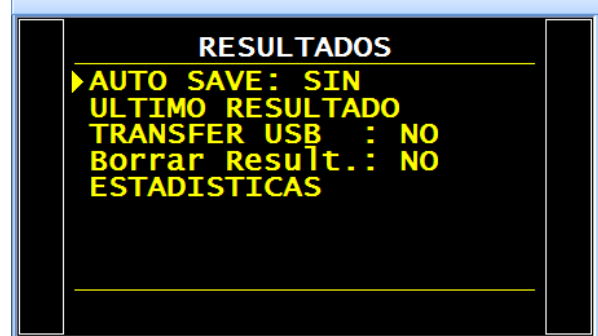 RESULTADOS
AUTO SAVE: SIN
ULTIMO RESULTADO
TRANSFER USB : NO
Borrar Result.: NO
ESTADISTICAS